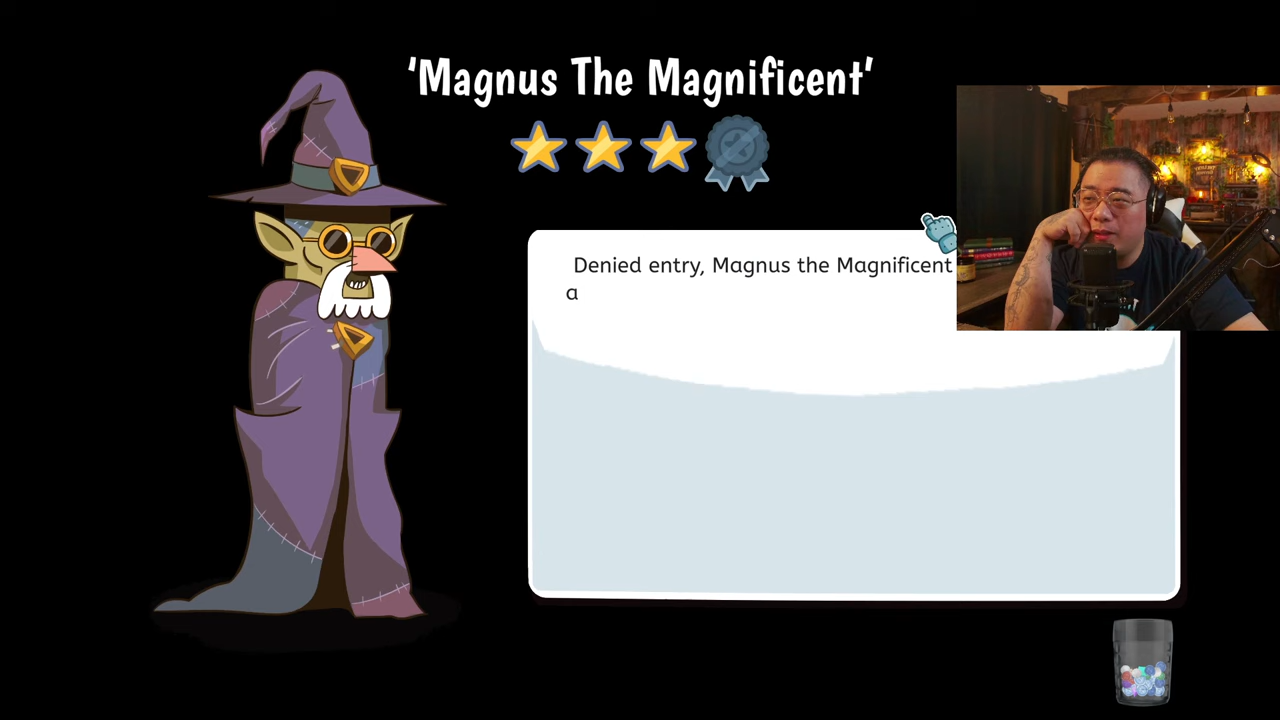 ‘Magnus The Magnificent’
Denied entry, Magnus the Magnificent
a